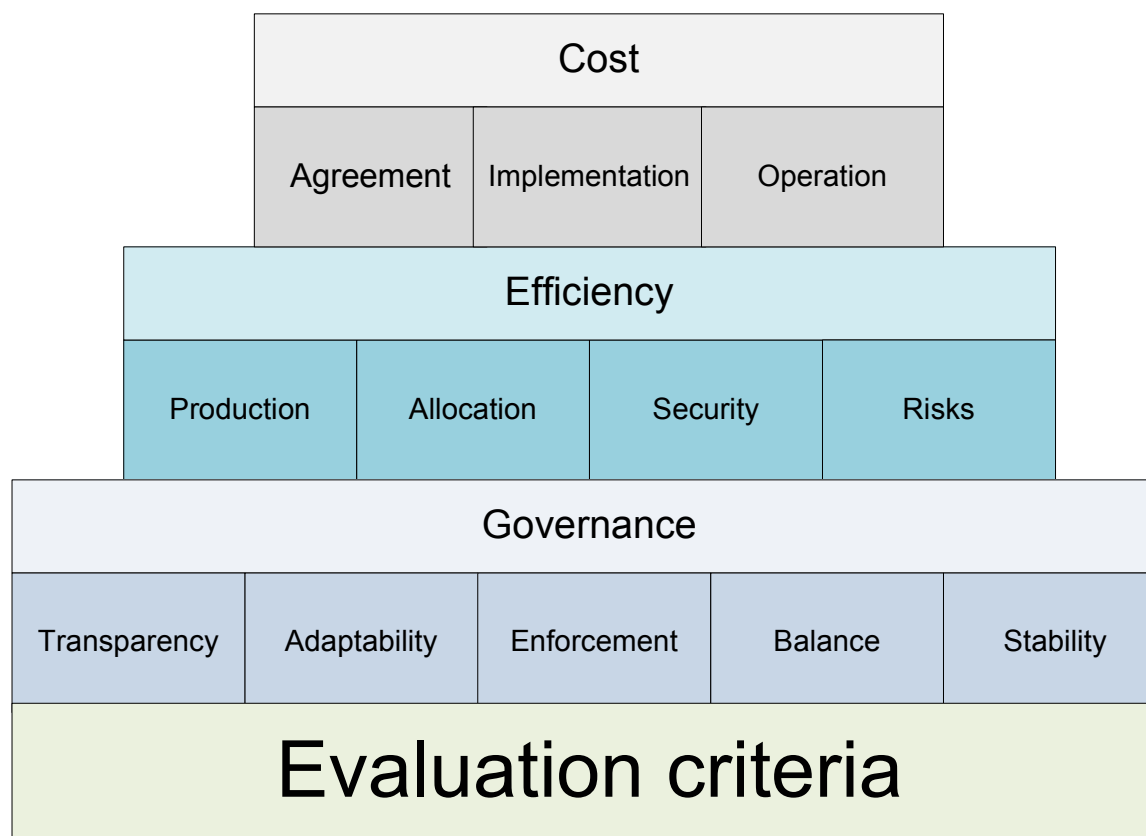 Cost
Agreement Implementation Operation
Efficiency
Production Allocation Security Risks
Governance
Transparency Adaptability Enforcement Balance Stability
Evaluation criteria